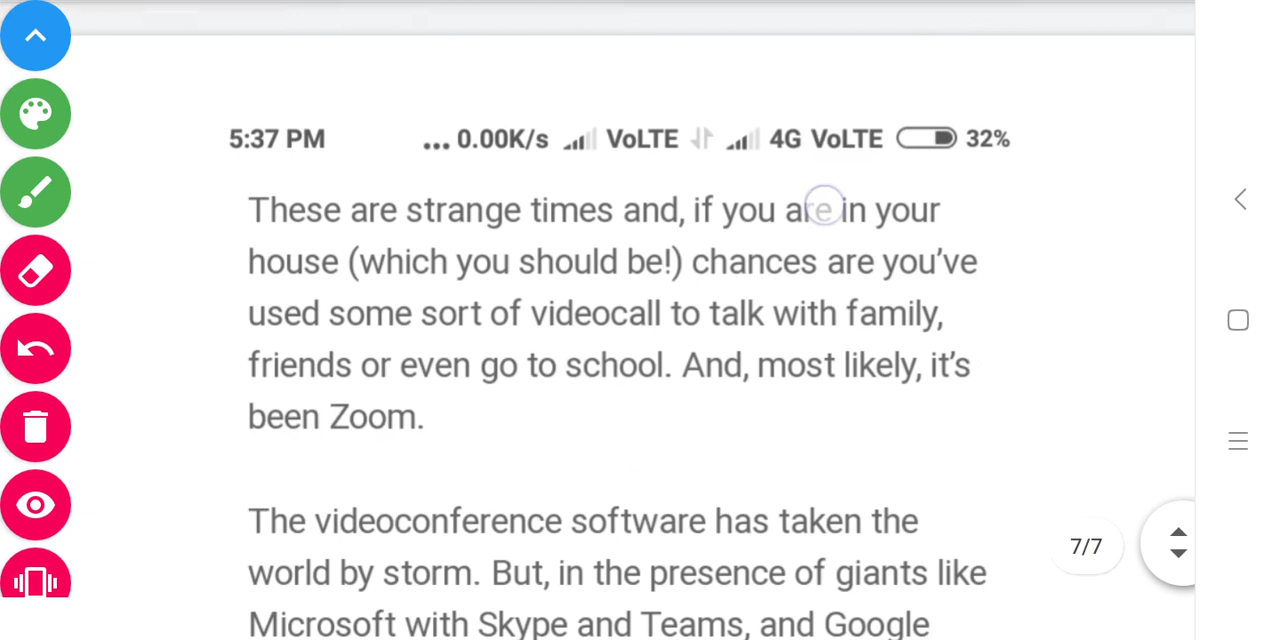 5:37 PM ... 0.00K/s VoLTE 4G VoLTE 32%
These are strange times and, if you are in your
house (which you should be!) chances are you’ve
used some sort of videocall to talk with family,
friends or even go to school. And, most likely, it’s
been Zoom.
The videoconference software has taken the
world by storm. But, in the presence of giants like
7/7
Microsoft with Skype and Teams, and Google